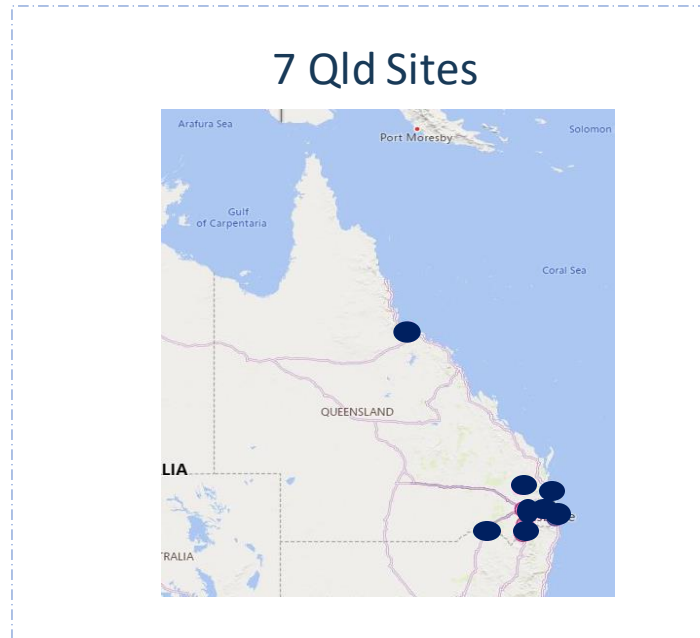 7 Qld Sites
Arafura Sea
Port Moresby
Solomon
Gulf
of Carpentaria
Coral Sea
QUEENSLAND
LIA
TRALIA